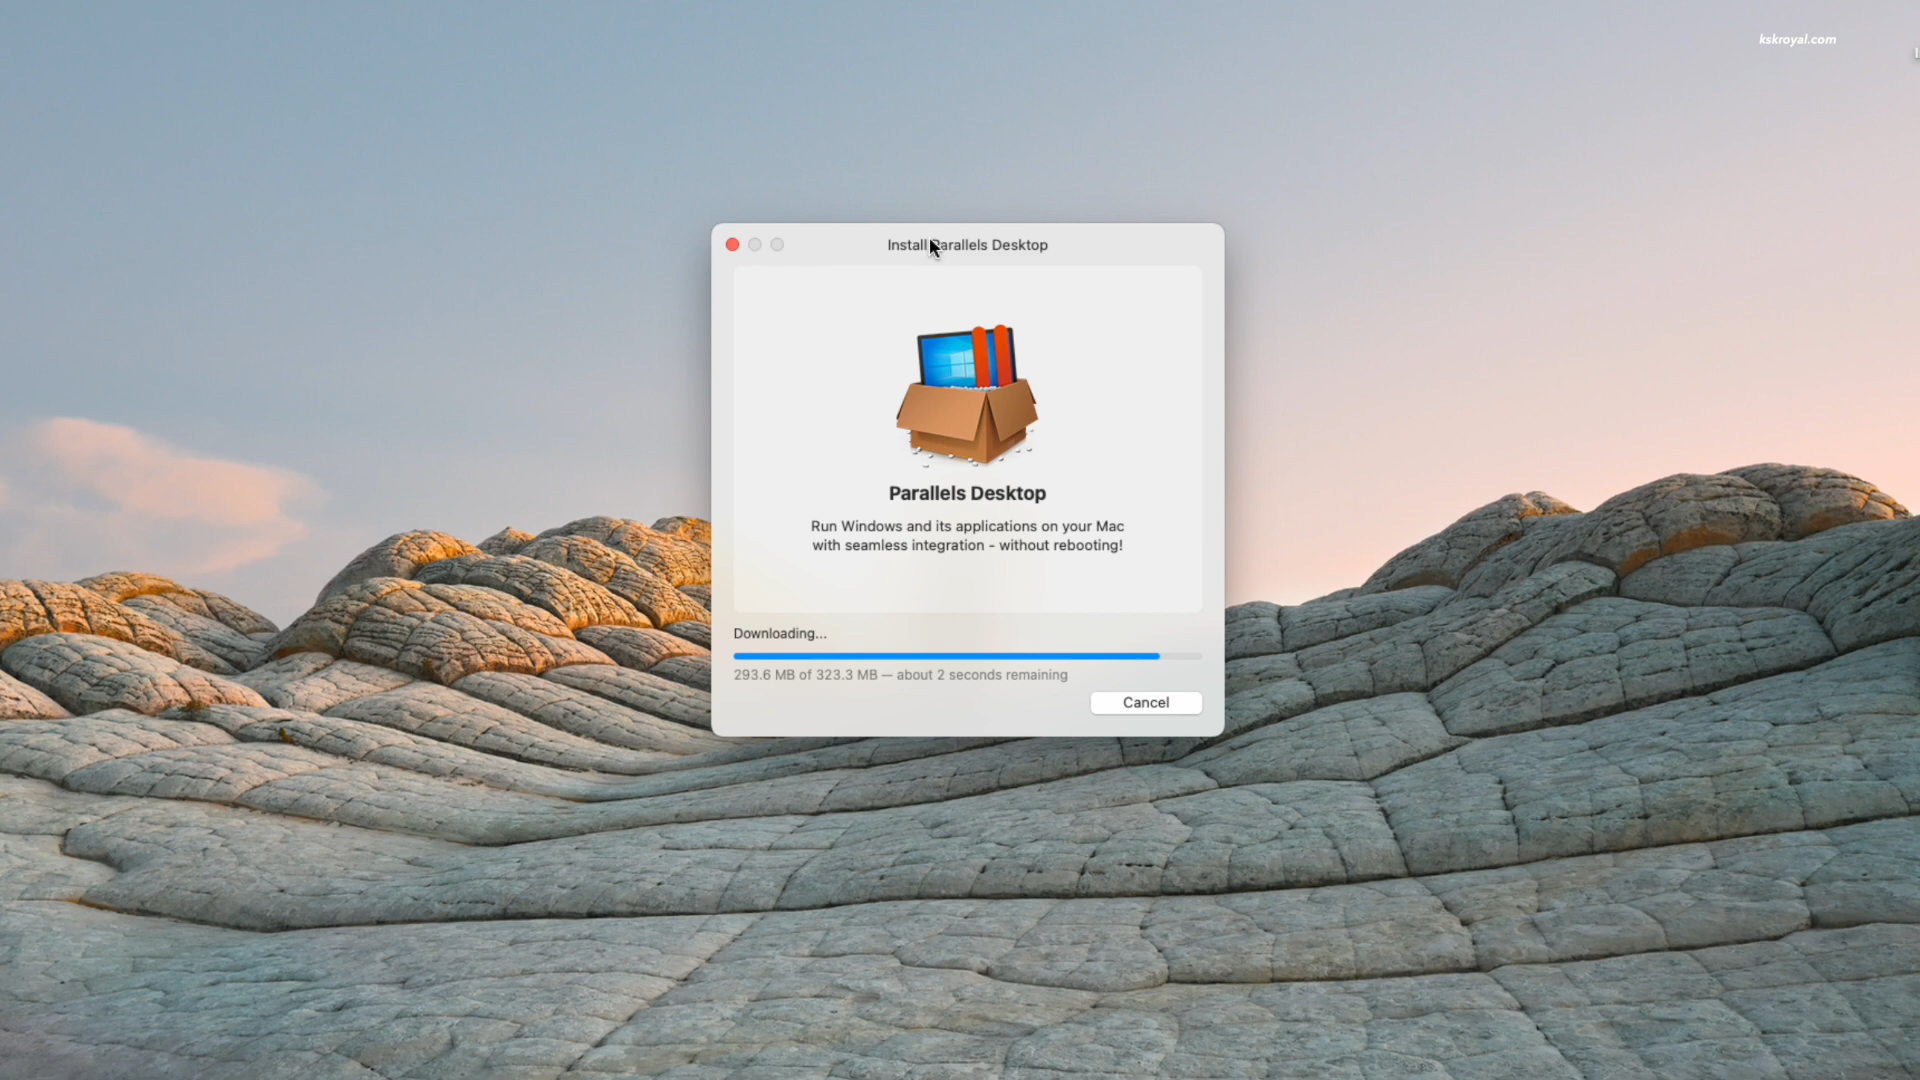 kskroyal.com
Install Parallels Desktop
Parallels Desktop
Run Windows and its applications on your Mac
with seamless integration - without rebooting!
Downloading...
293.6 MB of 323.3 MB — about 2 seconds remaining
Cancel